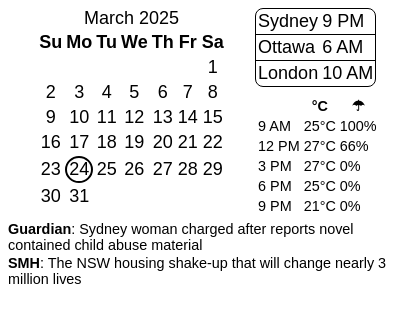 March 2025
Su Mo Tu We Th Fr Sa
1
2 3 4 5 6 7 8
9 10 11 12 13 14 15
16 17 18 19 20 21 22
23 24 25 26 27 28 29
30 31
Sydney 9 PM
Ottawa 6 AM
London 10 AM
°C ☂
9 AM 25°C 100%
12 PM 27°C 66%
3 PM 27°C 0%
6 PM 25°C 0%
9 PM 21°C 0%
Guardian: Sydney woman charged after reports novel
contained child abuse material
SMH: The NSW housing shake-up that will change nearly 3
million lives